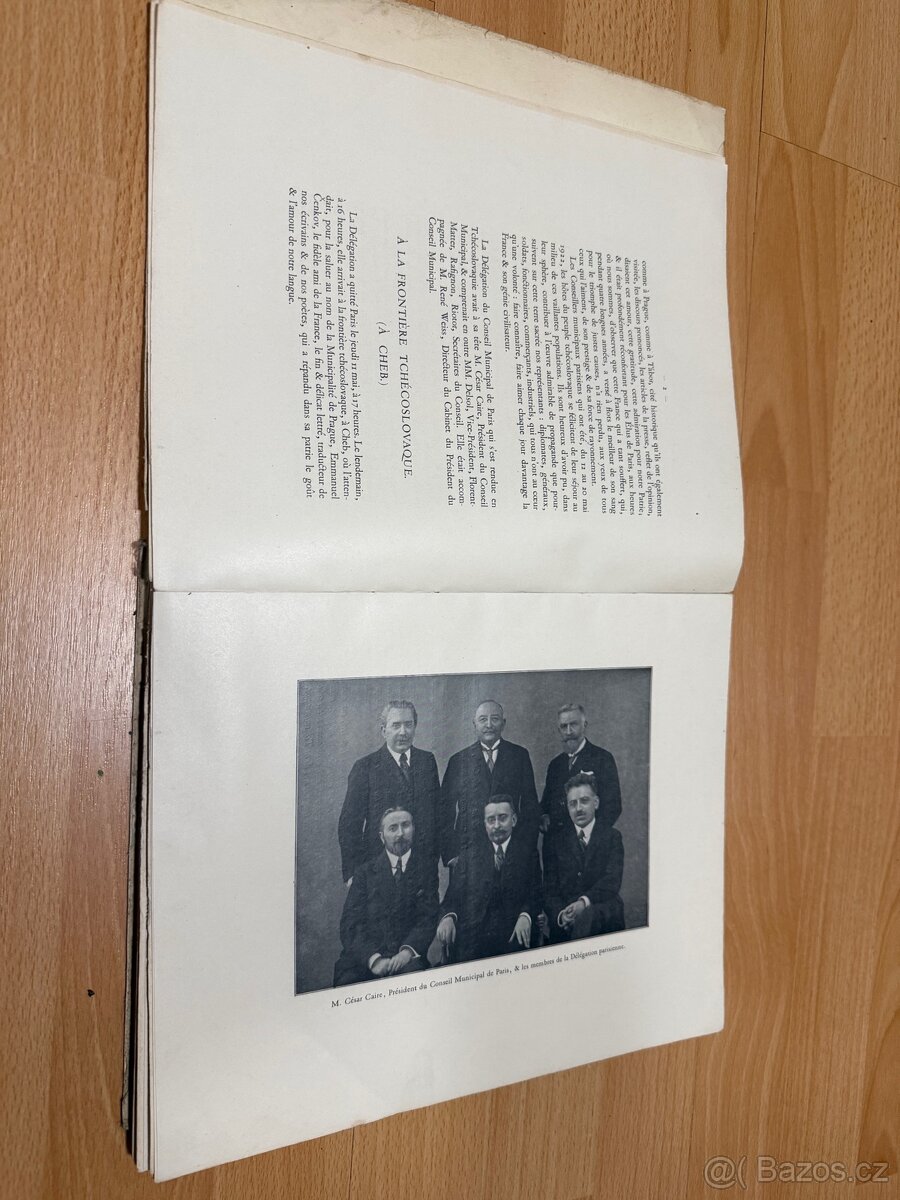 — 2 —
comme à Prague, comme à Tábor, cité historique qu'ils ont également
visitée, les discours prononcés, les articles de la presse, reflet de l'opinion,
disaient cet amour, cette gratitude, cette admiration pour notre Patrie;
& il était profondément réconfortant pour les Élus de Paris, aux heures
où nous sommes, d'observer que cette France qui a tant souffert, qui,
pendant quatre longues années, a versé à flots le meilleur de son sang
pour le triomphe de justes causes, n'a rien perdu, aux yeux de tous
ceux qui l'aiment, de son prestige & de sa force de rayonnement.
Les Conseillers municipaux parisiens qui ont été, du 12 au 20 mai
1922, les hôtes du peuple tchécoslovaque se félicitent de leur séjour au
milieu de ces vaillantes populations. Ils sont heureux d'avoir pu, dans
leur sphère, contribuer à l'œuvre admirable de propagande que pour-
suivent sur cette terre sacrée nos représentants : diplomates, généraux,
soldats, fonctionnaires, commerçants, industriels, qui tous n'ont au cœur
qu'une volonté : faire connaître, faire aimer chaque jour davantage la
France & son génie civilisateur.
La Délégation du Conseil Municipal de Paris qui s'est rendue en
Tchécoslovaquie avait à sa tête M. César Caire, Président du Conseil
Municipal, & comprenait en outre MM. Delsol, Vice-Président, Florent-
Matter, Rafignon, Riotor, Secrétaires du Conseil. Elle était accom-
pagnée de M. René Weiss, Directeur du Cabinet du Président du
Conseil Municipal.
À LA FRONTIÈRE TCHÉCOSLOVAQUE.
(À CHEB.)
La Délégation a quitté Paris le jeudi 11 mai, à 17 heures. Le lendemain,
à 16 heures, elle arrivait à la frontière tchécoslovaque, à Cheb, où l'atten-
dait, pour la saluer au nom de la Municipalité de Prague, Emmanuel
Čenkov, le fidèle ami de la France, le fin & délicat lettré, traducteur de
nos écrivains & de nos poètes, qui a répandu dans sa patrie le goût
& l'amour de notre langue.
M. César Caire, Président du Conseil Municipal de Paris, & les membres de la Délégation parisienne.
@ Bazos.cz